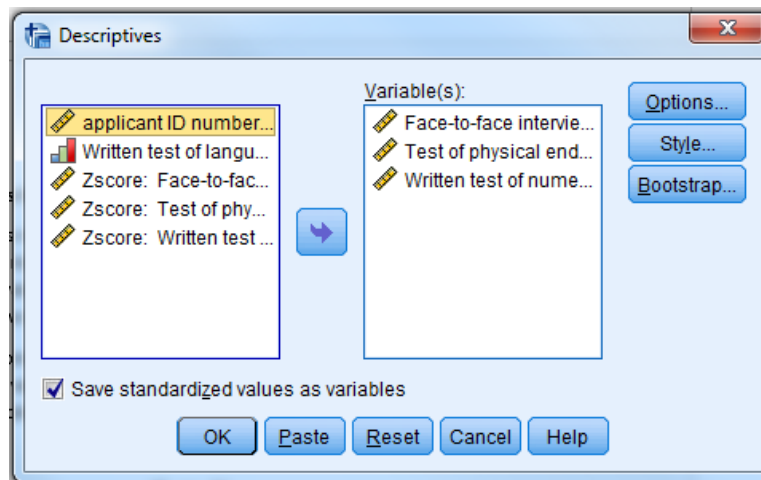 Descriptives
Variable(s):
applicant ID number...
Written test of langu...
Zscore: Face-to-fac...
Zscore: Test of phy...
Zscore: Written test ...
Face-to-face intervie...
Test of physical end...
Written test of nume...
Options...
Style...
Bootstrap...
Save standardized values as variables
OK Paste Reset Cancel Help